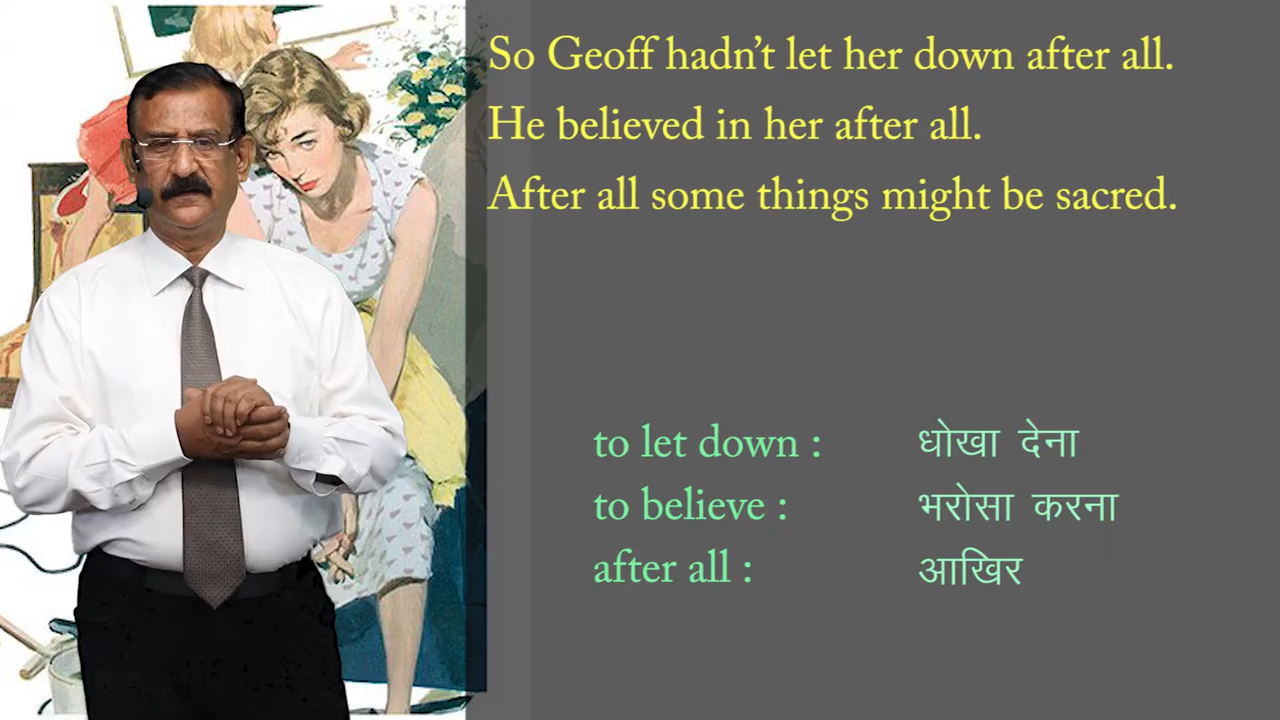 So Geoff hadn’t let her down after all.
He believed in her after all.
After all some things might be sacred.
to let down : धोखा देना
to believe : भरोसा करना
after all : आखिर